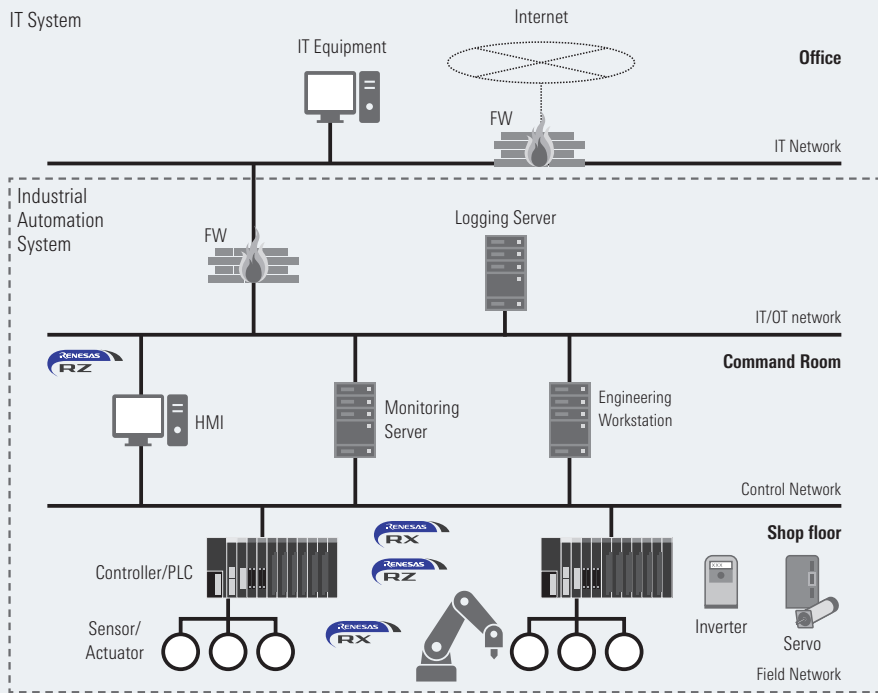 IT System
Internet
IT Equipment
Office
FW
IT Network
Industrial
Automation
System
FW
Logging Server
IT/OT network
RENESAS
RZ
Command Room
HMI
Monitoring
Server
Engineering
Workstation
Control Network
RENESAS
RX
Shop floor
Controller/PLC
RENESAS
RZ
XXX
Sensor/
Actuator
RENESAS
RX
Inverter
Servo
Field Network